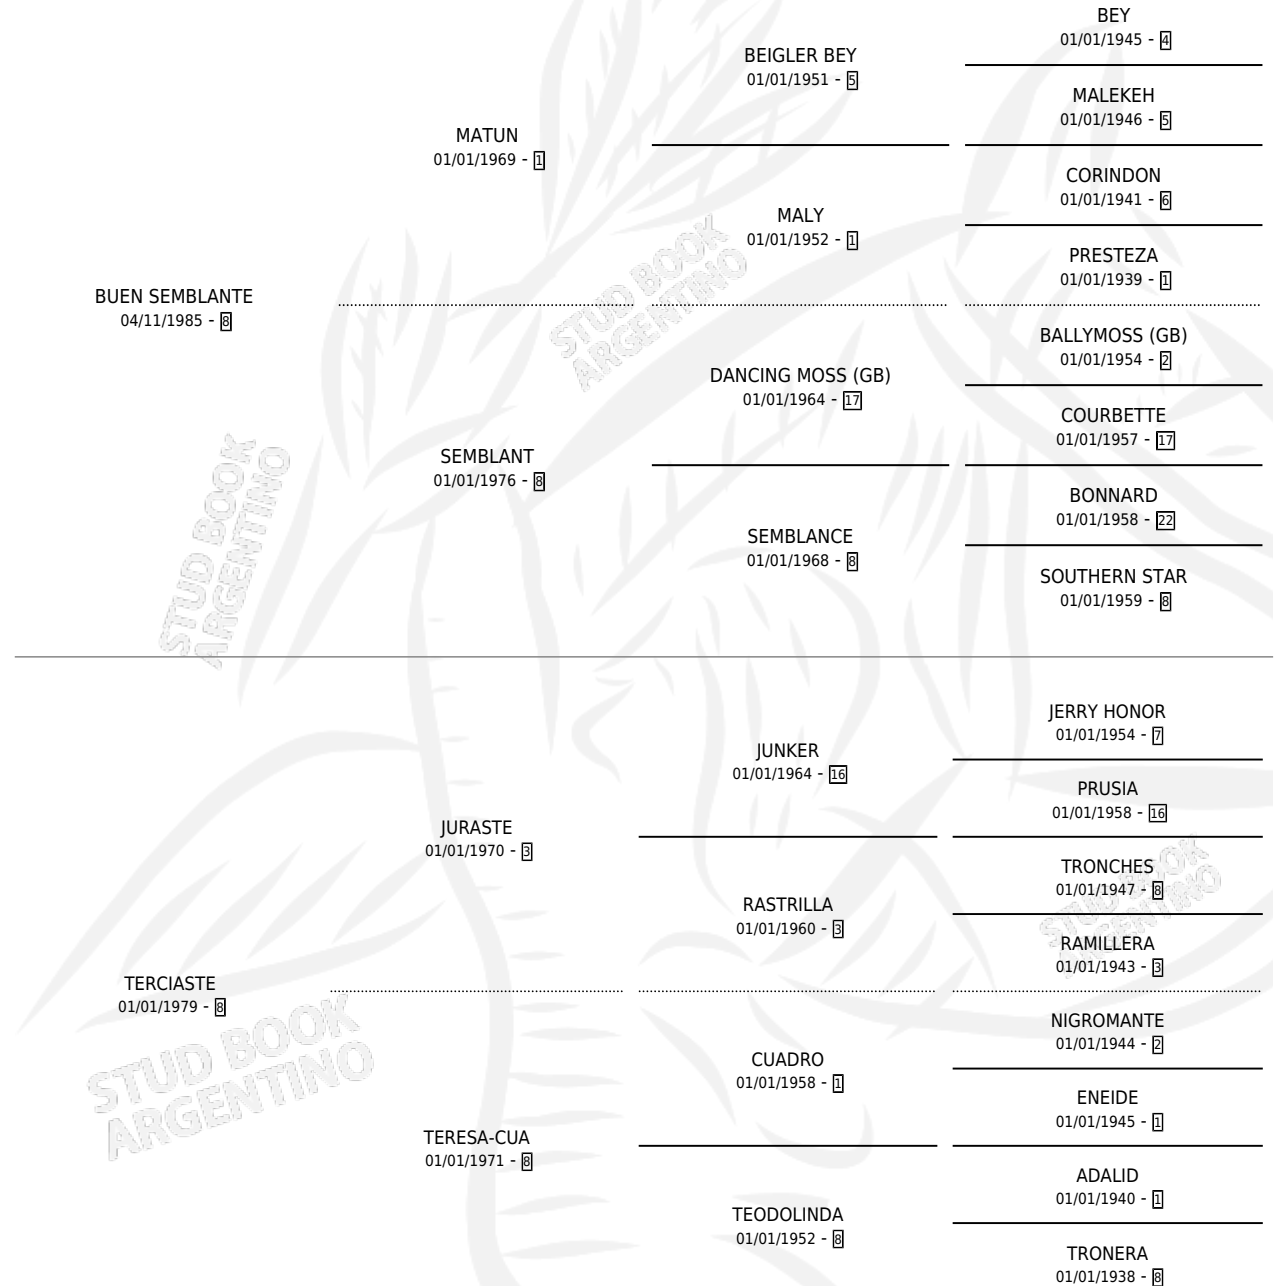 BEY
01/01/1945 - 4
BEIGLER BEY
01/01/1951 - 5
MALEKEH
01/01/1946 - 5
MATUN
01/01/1969 - 1
CORINDON
01/01/1941 - 6
MALY
01/01/1952 - 1
PRESTEZA
01/01/1939 - 1
BUEN SEMBLANTE
04/11/1985 - 8
BALLYMOSS (GB)
01/01/1954 - 2
DANCING MOSS (GB)
01/01/1964 - 17
COURBETTE
01/01/1957 - 17
SEMBLANT
01/01/1976 - 8
BONNARD
01/01/1958 - 22
SEMBLANCE
01/01/1968 - 8
SOUTHERN STAR
01/01/1959 - 8
JERRY HONOR
01/01/1954 - 7
JUNKER
01/01/1964 - 16
PRUSIA
01/01/1958 - 16
JURASTE
01/01/1970 - 3
TRONCHES
01/01/1947 - 8
RASTRILLA
01/01/1960 - 3
RAMILLERA
01/01/1943 - 3
TERCIASTE
01/01/1979 - 8
NIGROMANTE
01/01/1944 - 2
CUADRO
01/01/1958 - 1
ENEIDE
01/01/1945 - 1
TERESA-CUA
01/01/1971 - 8
ADALID
01/01/1940 - 1
TEODOLINDA
01/01/1952 - 8
TRONERA
01/01/1938 - 8
STUD BOOK
ARGENTINO
STUD BOOK
ARGENTINO
STUD BOOK
ARGENTINO
STUD BOOK
ARGENTINO